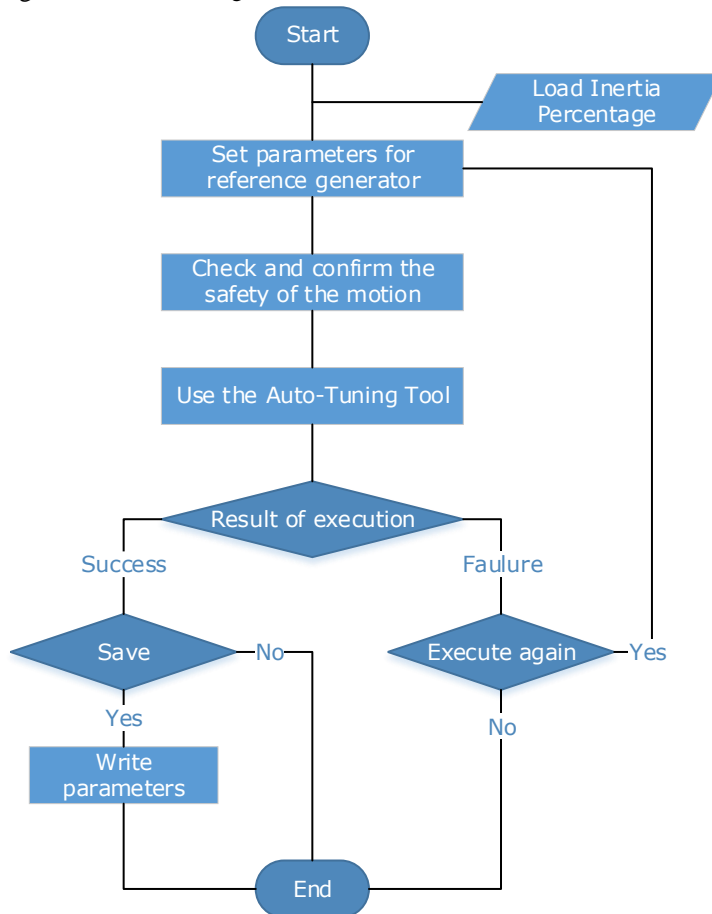 Start
Load Inertia
Percentage
Set parameters for
reference generator
Check and confirm the
safety of the motion
Use the Auto-Tuning Tool
Result of execution
Success
Faulure
Save
No
Execute again
Yes
Yes
No
Write
parameters
End